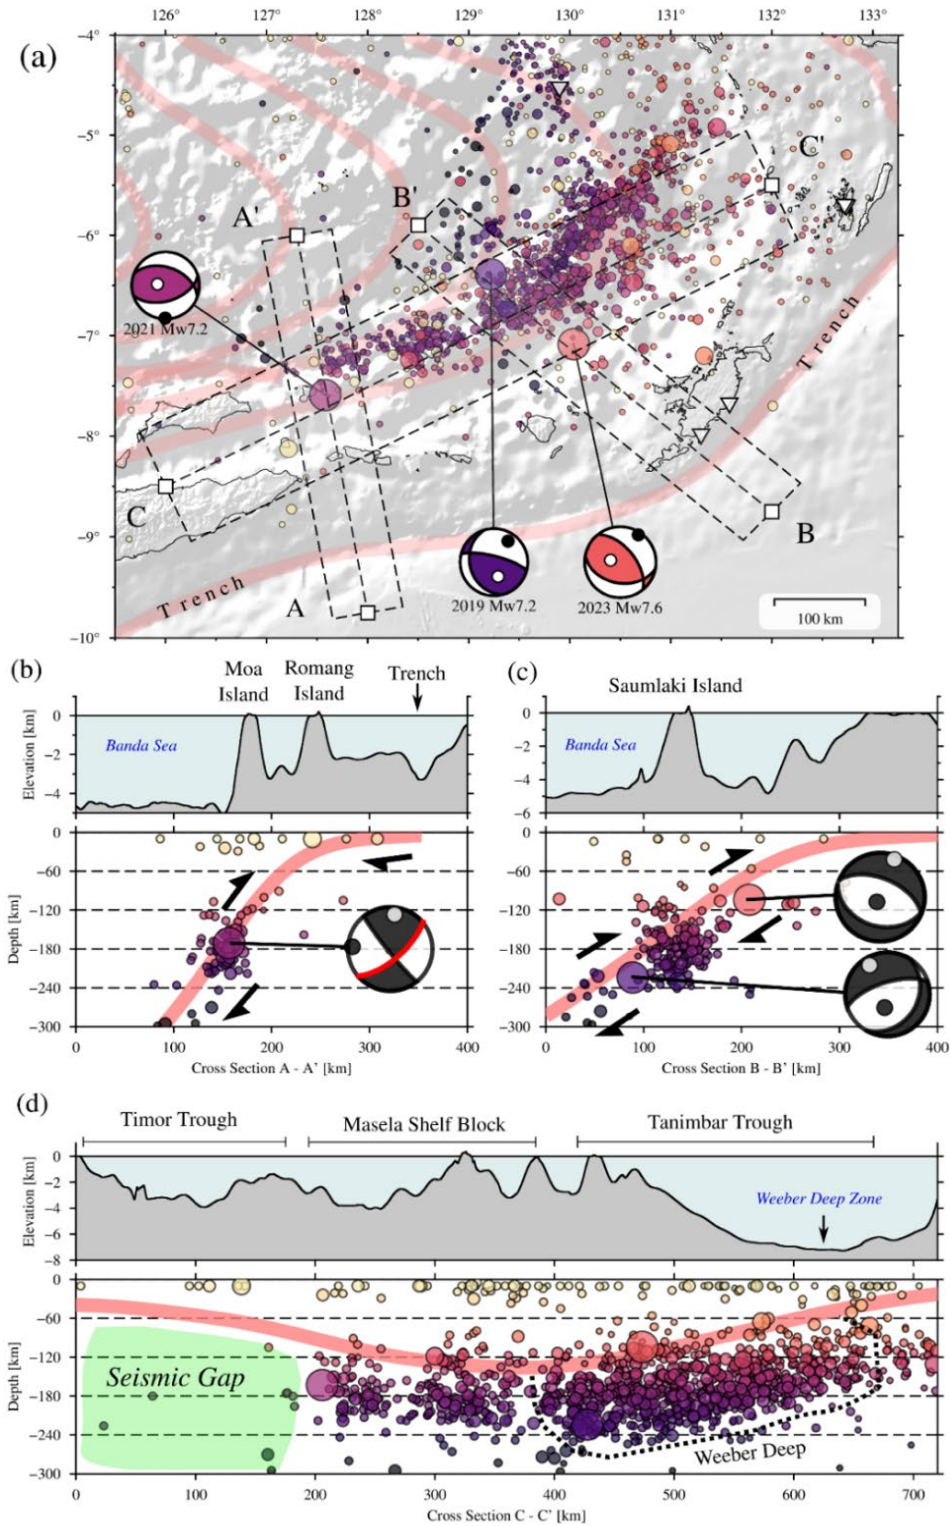 126° 127° 128° 129° 130° 131° 132° 133°
(a)
−4°
−5°
−6°
−7°
−8°
−9°
−10°
C'
B'
A'
2021 Mw7.2
Trench
C
B
2019 Mw7.2
2023 Mw7.6
Trench
A
100 km
(b)
Moa
Island
Romang
Island
Trench
(c)
Saumlaki Island
Elevation [km]
0
−2
−4
Banda Sea
0
−2
−4
−6
Elevation [km]
Banda Sea
Depth [km]
0
−60
−120
−180
−240
−300
0 100 200 300 400
Cross Section A - A’ [km]
Depth [km]
0
−60
−120
−180
−240
−300
0 100 200 300 400
Cross Section B - B’ [km]
(d)
Timor Trough
Masela Shelf Block
Tanimbar Trough
Elevation [km]
0
−2
−4
−6
−8
Weeber Deep Zone
Depth [km]
0
−60
−120
−180
−240
−300
Seismic Gap
Weeber Deep
0 100 200 300 400 500 600 700
Cross Section C - C’ [km]